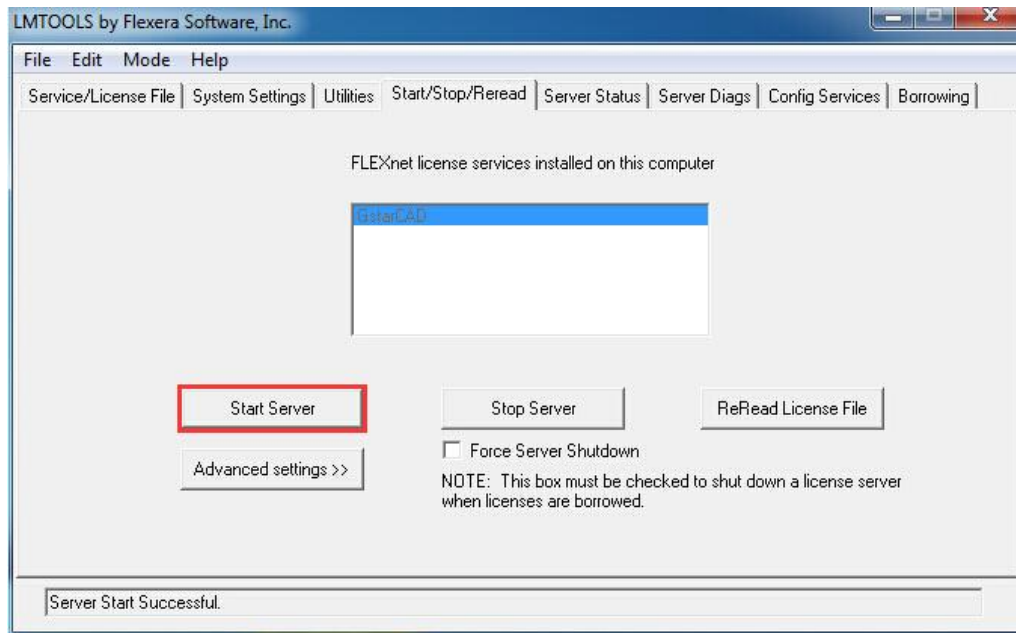 LMTOOLS by Flexera Software, Inc.
File Edit Mode Help
Service/License File System Settings Utilities Start/Stop/Reread Server Status Server Diags Config Services Borrowing
FLEXnet license services installed on this computer
GstarCAD
Start Server Stop Server ReRead License File
Advanced settings >> Force Server Shutdown
NOTE: This box must be checked to shut down a license server
when licenses are borrowed.
Server Start Successful.